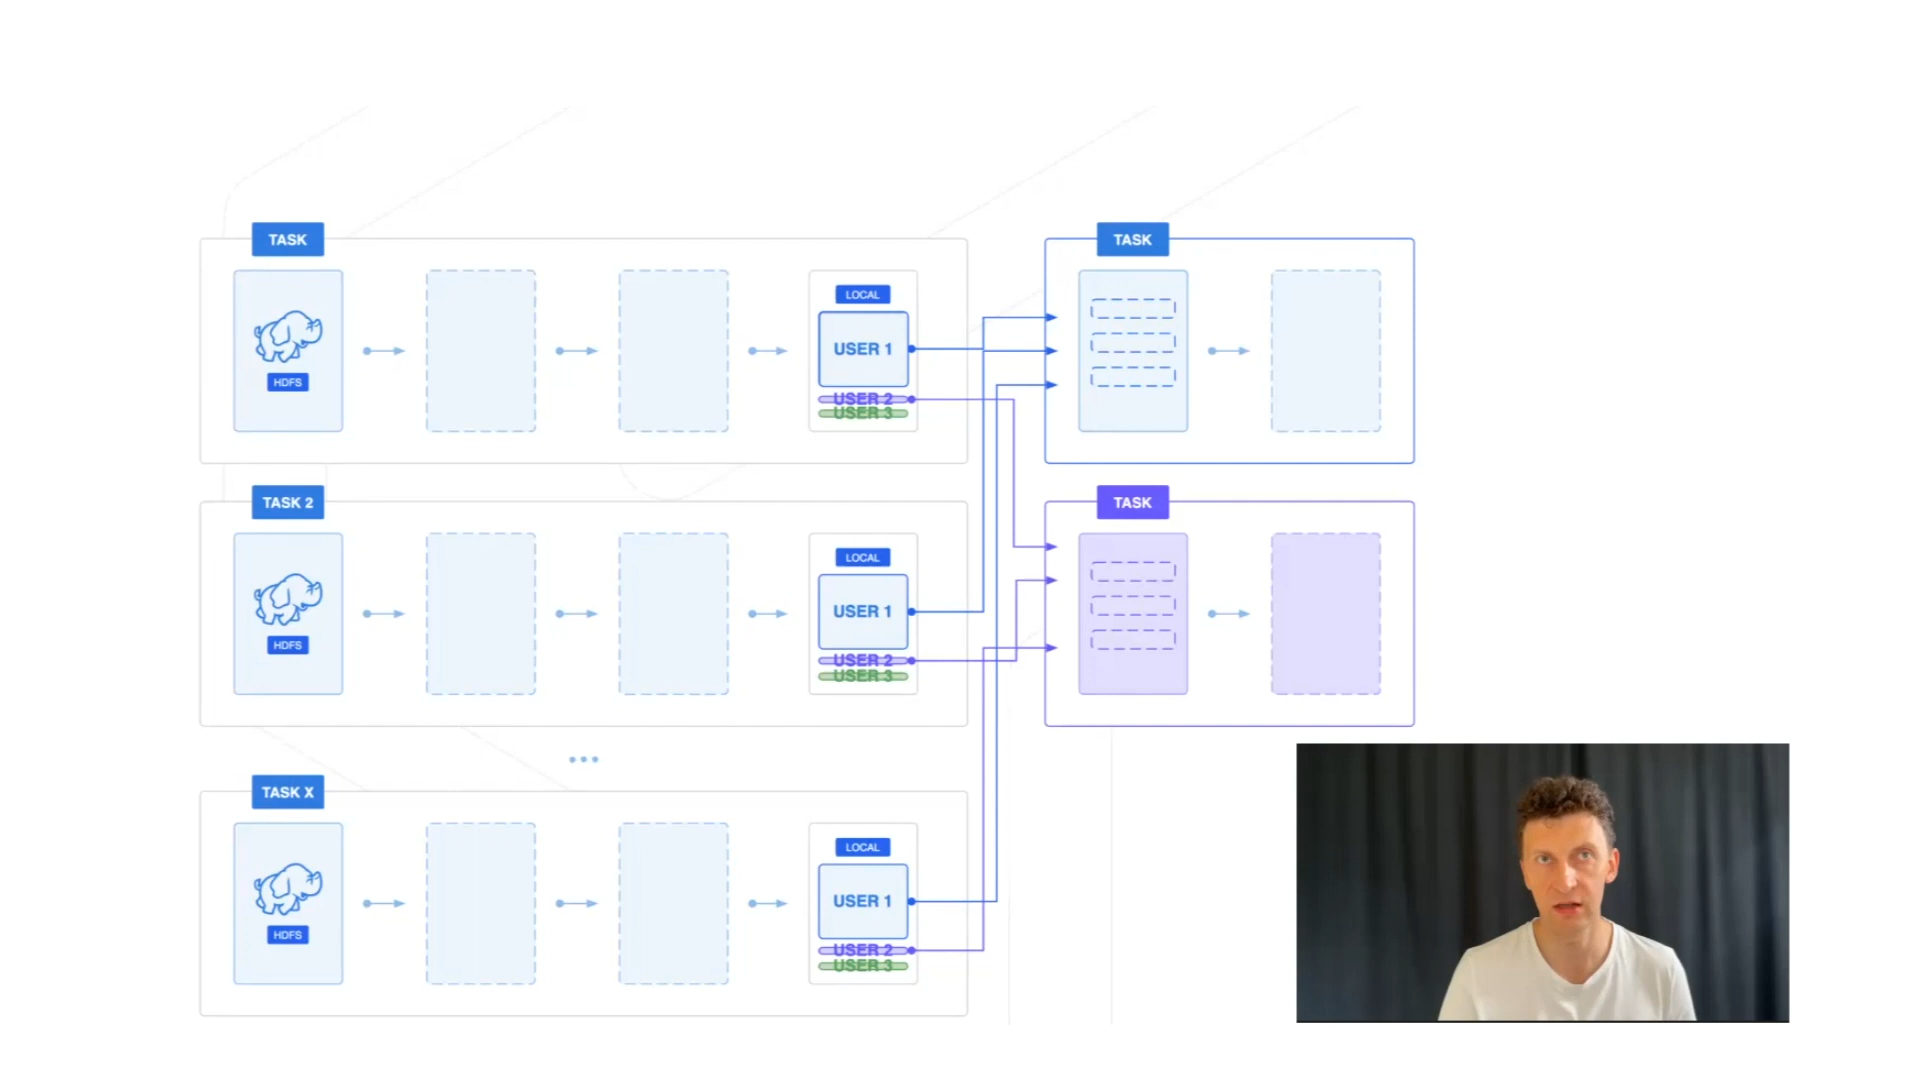 TASK
HDFS
LOCAL
USER 1
USER 2
USER 3
TASK
TASK 2
HDFS
LOCAL
USER 1
USER 2
USER 3
TASK
TASK X
HDFS
LOCAL
USER 1
USER 2
USER 3